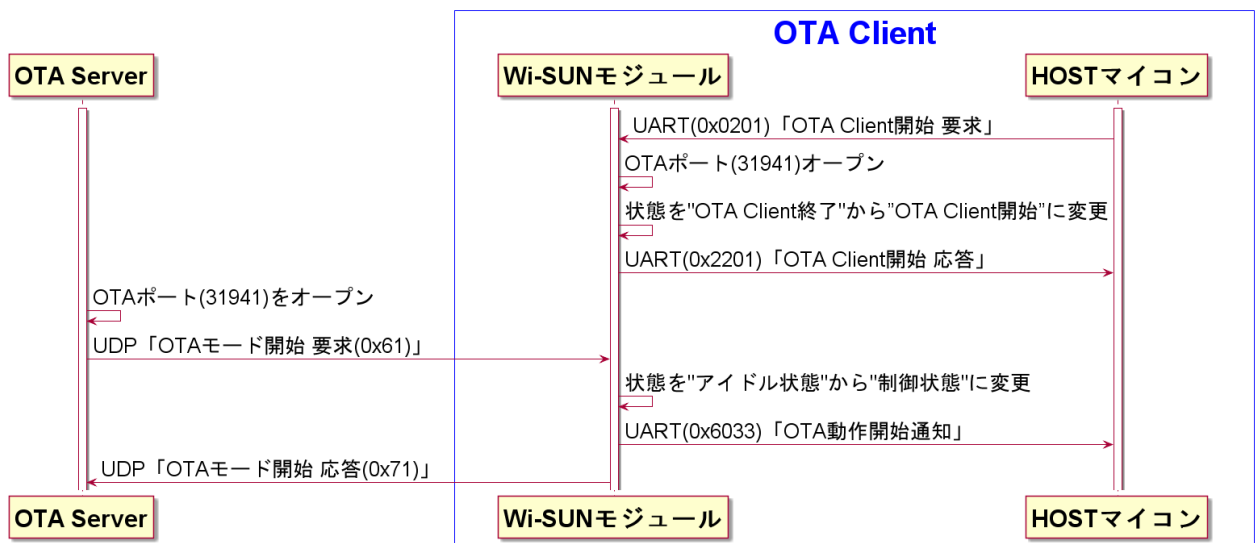 OTA Client
OTA Server
Wi-SUNモジュール
HOSTマイコン
UART(0x0201)「OTA Client開始 要求」
OTAポート(31941)オープン
状態を"OTA Client終了"から”OTA Client開始”に変更
UART(0x2201)「OTA Client開始 応答」
OTAポート(31941)をオープン
UDP「OTAモード開始 要求(0x61)」
状態を"アイドル状態"から"制御状態"に変更
UART(0x6033)「OTA動作開始通知」
UDP「OTAモード開始 応答(0x71)」
OTA Server
Wi-SUNモジュール
HOSTマイコン